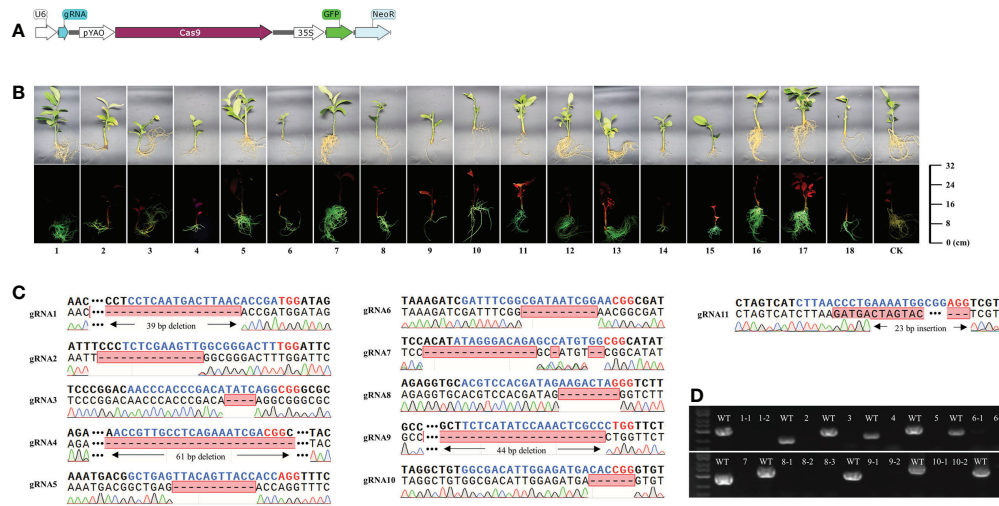 U6 gRNA GFP NeoR
A pYAO Cas9 35S
B
32
24
16
8
0 (cm)
1 2 3 4 5 6 7 8 9 10 11 12 13 14 15 16 17 18 CK
C
AAC ••• CCTCCTCAATGACTTAACACCGATGGATAG
gRNA1 AAC ACCGATGGATAG
••• 39 bp deletion
ATTTCCCTCTCGAAGTTGGCGGGACTTTGGATTC
gRNA2 AATT GGCGGGACTTTGGATTC
TCCCGGACAACCCACCCGACATATCAGGCGGGCGC
gRNA3 TCCCGGACAACCCACCCGACA AGGCGGGCGC
AGA ••• ACCGTTGCCTCAGAAATCGACGGC ••• TAC
gRNA4 AGA ••• ••• TAC
61 bp deletion
AAATGACGGCTGAGTTACAGTTACCACCAGGTTTC
gRNA5 AAATGACGGCTGAG ACCAGGTTTC
TAAAGATCGATTTCGGCGATAATCGGAACGGCGAT
gRNA6 TAAAGATCGATTTCGG AACGGCGAT
TCCACATATAGGGACAGAGCCATGTGGCGGCATAT
gRNA7 TCC GC ATGT CGGCATAT
AGAGGTGCACGTCCACGATAGAAGACTAGGGTCTT
gRNA8 AGAGGTGCACGTCCACGATAG GGTCTT
GCC ••• GCTTCTCATATCCAAACTCGCCCTGGTTCT
gRNA9 GCC ••• CTGGTTCT
44 bp deletion
TAGGCTGTGGCGACATTGGAGATGACACCGGGTGT
gRNA10 TAGGCTGTGGCGACATTGGAGATGA GTGT
CTAGTCATCTTAACCCTGAAAATGGCGGAGGTCGT
gRNA11 CTAGTCATCTTAAGATGACTAGTAC ••• TCGT
23 bp insertion
D
WT 1-1 1-2 WT 2 WT 3 WT 4 WT 5 WT 6-1
WT 7 WT 8-1 8-2 8-3 WT 9-1 9-2 WT 10-1 10-2 WT